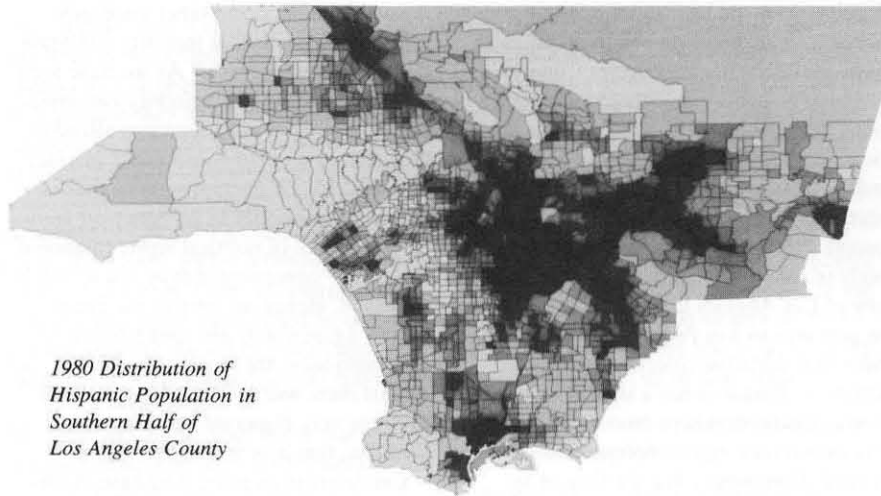 1980 Distribution of
Hispanic Population in
Southern Half of
Los Angeles County